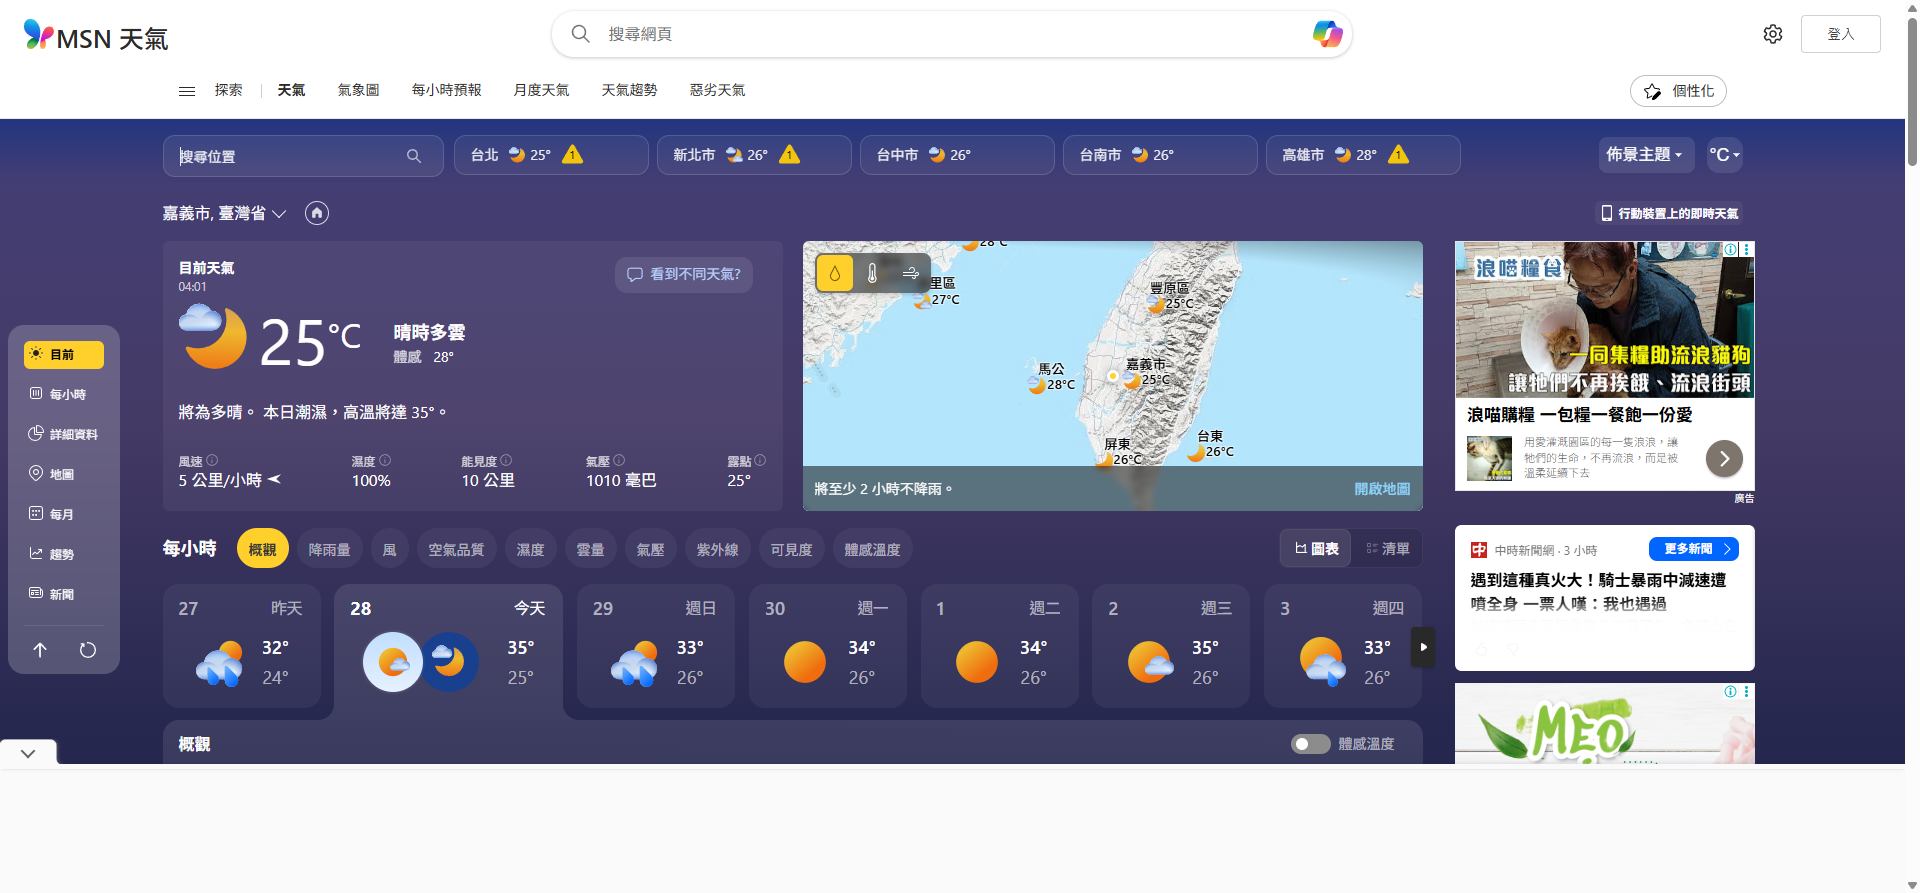 MSN 天氣
搜尋網頁
登入
探索
天氣
氣象圖
每小時預報
月度天氣
天氣趨勢
惡劣天氣
個性化
搜尋位置
台北 25° 1
新北市 26° 1
台中市 26°
台南市 26°
高雄市 28° 1
佈景主題
°C
嘉義市, 臺灣省
行動裝置上的即時天氣
目前天氣
04:01
看到不同天氣?
25°C
晴時多雲
體感 28°
將為多晴。 本日潮濕，高溫將達 35°。
風速
5 公里/小時
濕度
100%
能見度
10 公里
氣壓
1010 毫巴
露點
25°
28°C
里區
27°C
豐原區
25°C
馬公
28°C
嘉義市
25°C
屏東
26°C
台東
26°C
將至少 2 小時不降雨。
開啟地圖
目前
每小時
詳細資料
地圖
每月
趨勢
新聞
每小時
概觀
降雨量
風
空氣品質
濕度
雲量
氣壓
紫外線
可見度
體感溫度
圖表
清單
27 昨天
32°
24°
28 今天
35°
25°
29 週日
33°
26°
30 週一
34°
26°
1 週二
34°
26°
2 週三
35°
26°
3 週四
33°
26°
概觀
體感溫度
浪喵糧食
一同集糧助流浪貓狗
讓牠們不再挨餓、流浪街頭
浪喵購糧 一包糧一餐飽一份愛
用愛灌溉園區的每一隻浪浪，讓
牠們的生命，不再流浪，而是被
溫柔延續下去
廣告
中 中時新聞網 · 3 小時
更多新聞
遇到這種真火大！騎士暴雨中減速遭
噴全身 一票人嘆：我也遇過
MEO